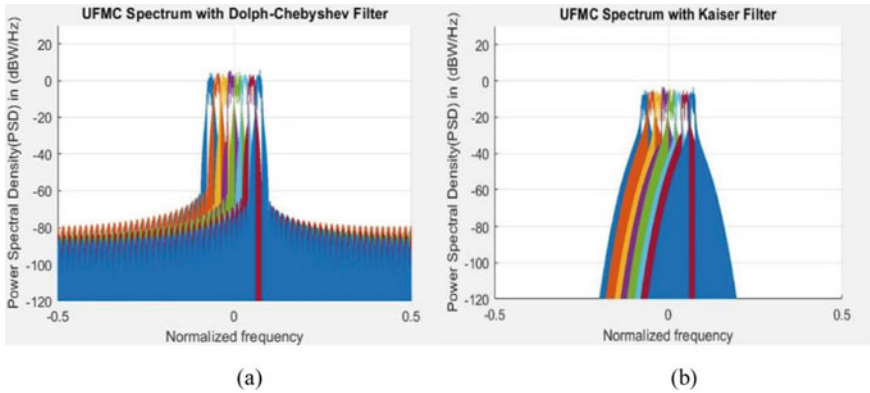 UFMC Spectrum with Dolph-Chebyshev Filter
Power Spectral Density(PSD) in (dBW/Hz)
20
0
-20
-40
-60
-80
-100
-120
-0.5
0
0.5
Normalized frequency
(a)
UFMC Spectrum with Kaiser Filter
Power Spectral Density(PSD) in (dBW/Hz)
20
0
-20
-40
-60
-80
-100
-120
-0.5
0
0.5
Normalized frequency
(b)